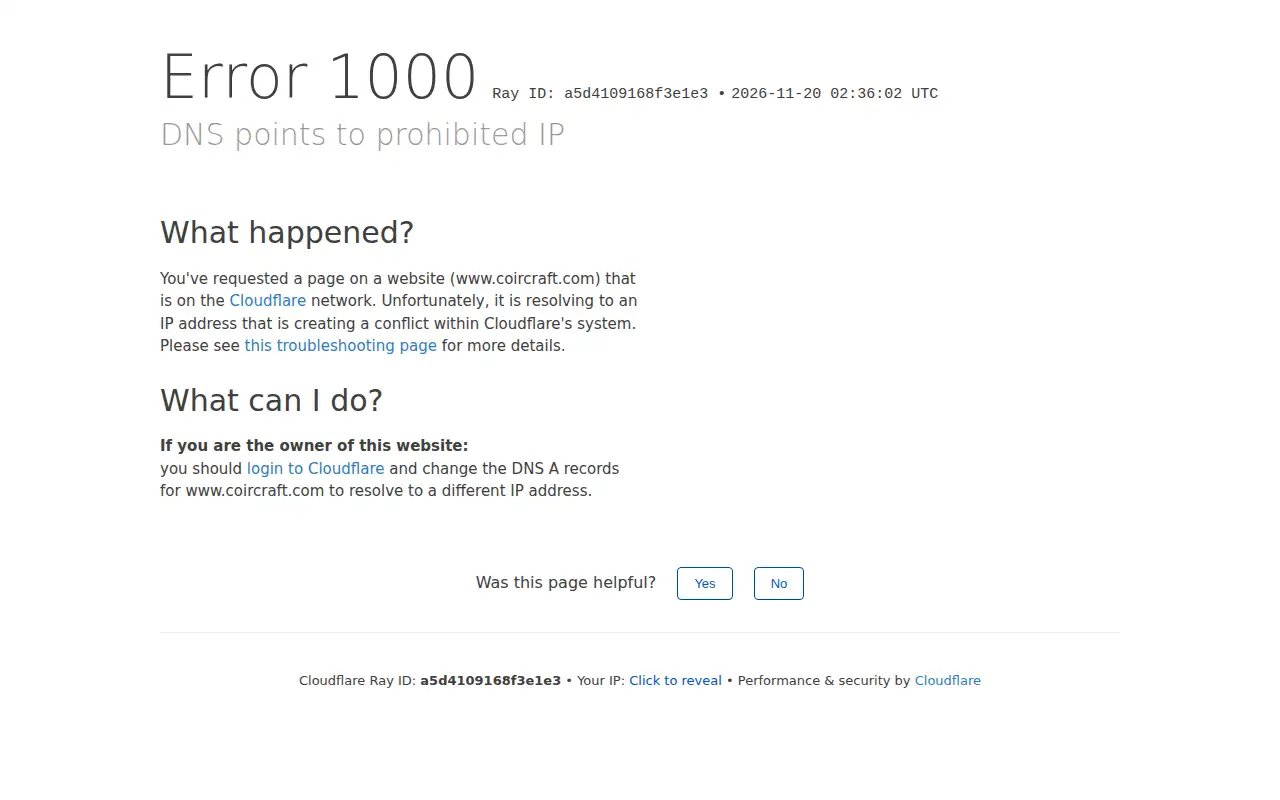 Error 1000 Ray ID: a5d4109168f3e1e3 • 2026-11-20 02:36:02 UTC
DNS points to prohibited IP
What happened?
You've requested a page on a website (www.coircraft.com) that
is on the Cloudflare network. Unfortunately, it is resolving to an
IP address that is creating a conflict within Cloudflare's system.
Please see this troubleshooting page for more details.
What can I do?
If you are the owner of this website:
you should login to Cloudflare and change the DNS A records
for www.coircraft.com to resolve to a different IP address.
Was this page helpful? Yes No
Cloudflare Ray ID: a5d4109168f3e1e3 • Your IP: Click to reveal • Performance & security by Cloudflare